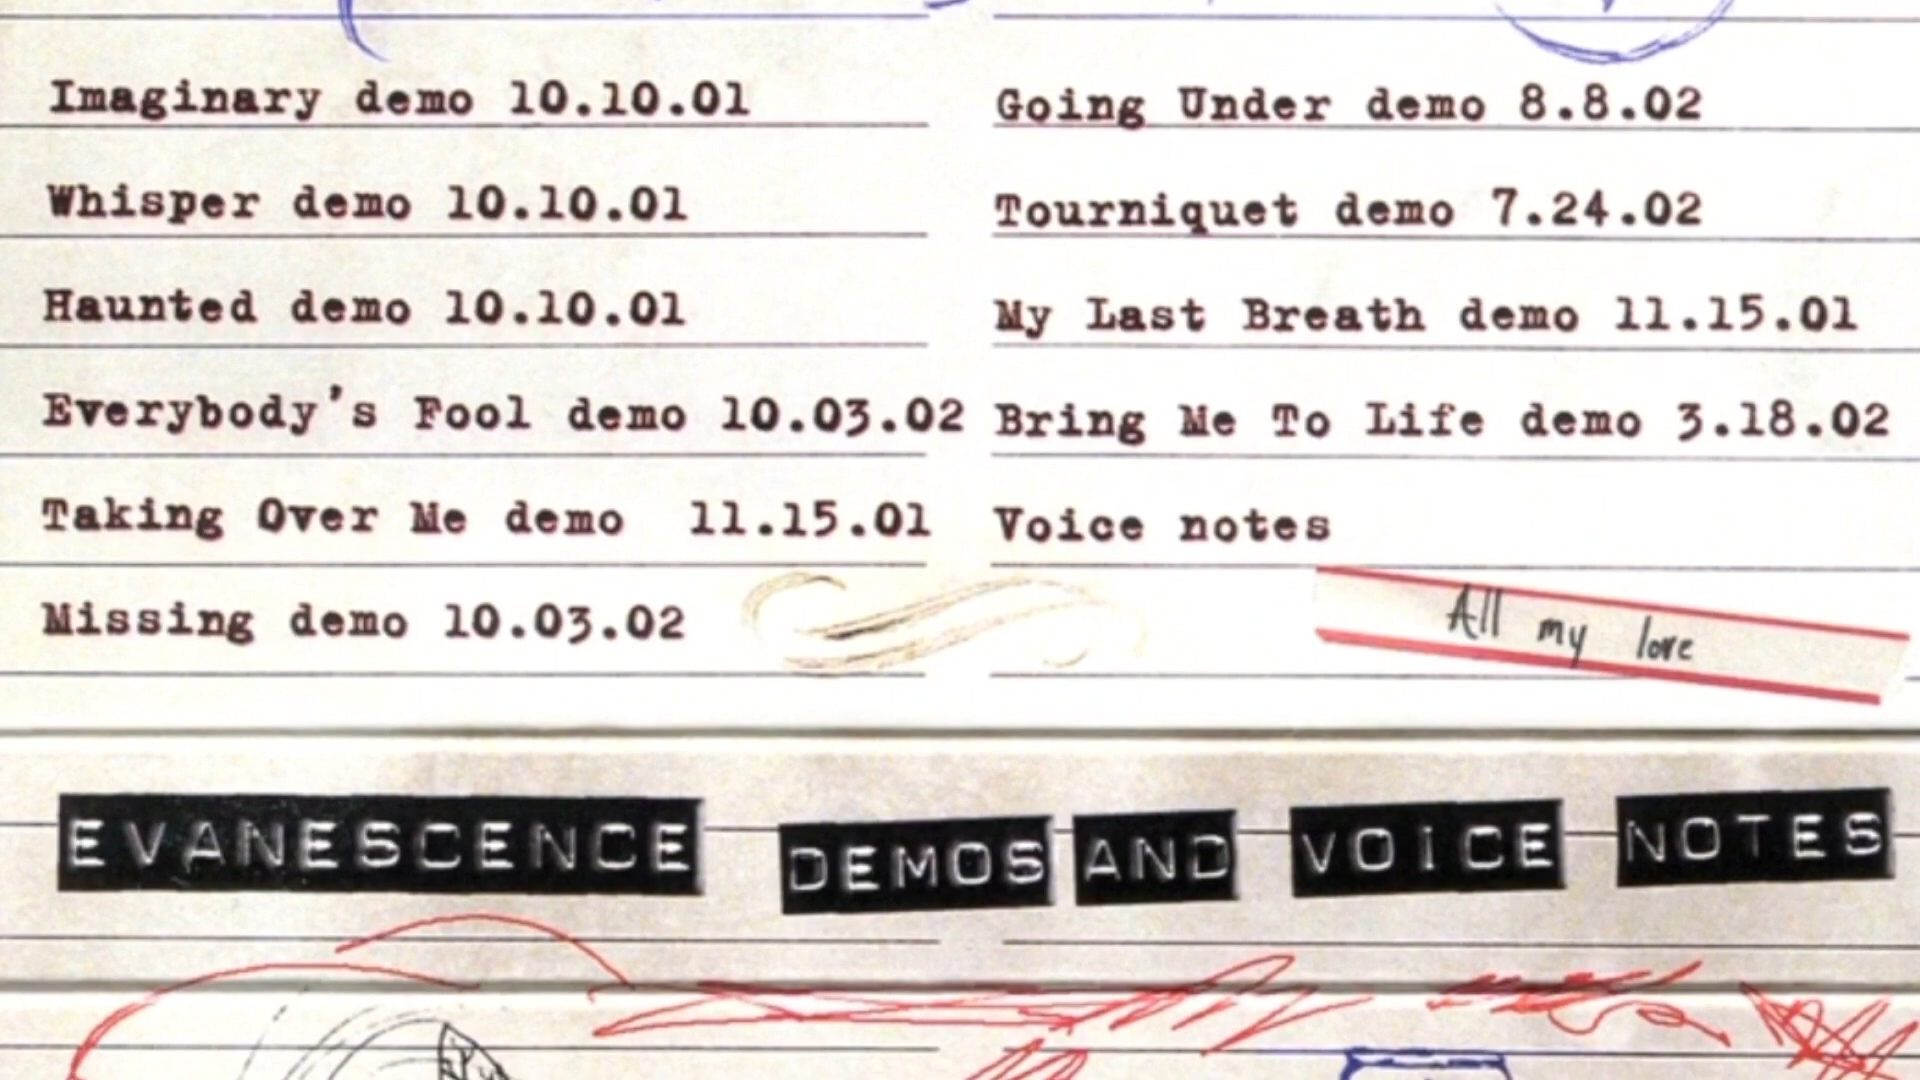 Imaginary demo 10.10.01
Whisper demo 10.10.01
Haunted demo 10.10.01
Everybody's Fool demo 10.03.02
Taking Over Me demo 11.15.01
Missing demo 10.03.02
Going Under demo 8.8.02
Tourniquet demo 7.24.02
My Last Breath demo 11.15.01
Bring Me To Life demo 3.18.02
Voice notes
All my love
EVANESCENCE DEMOS AND VOICE NOTES